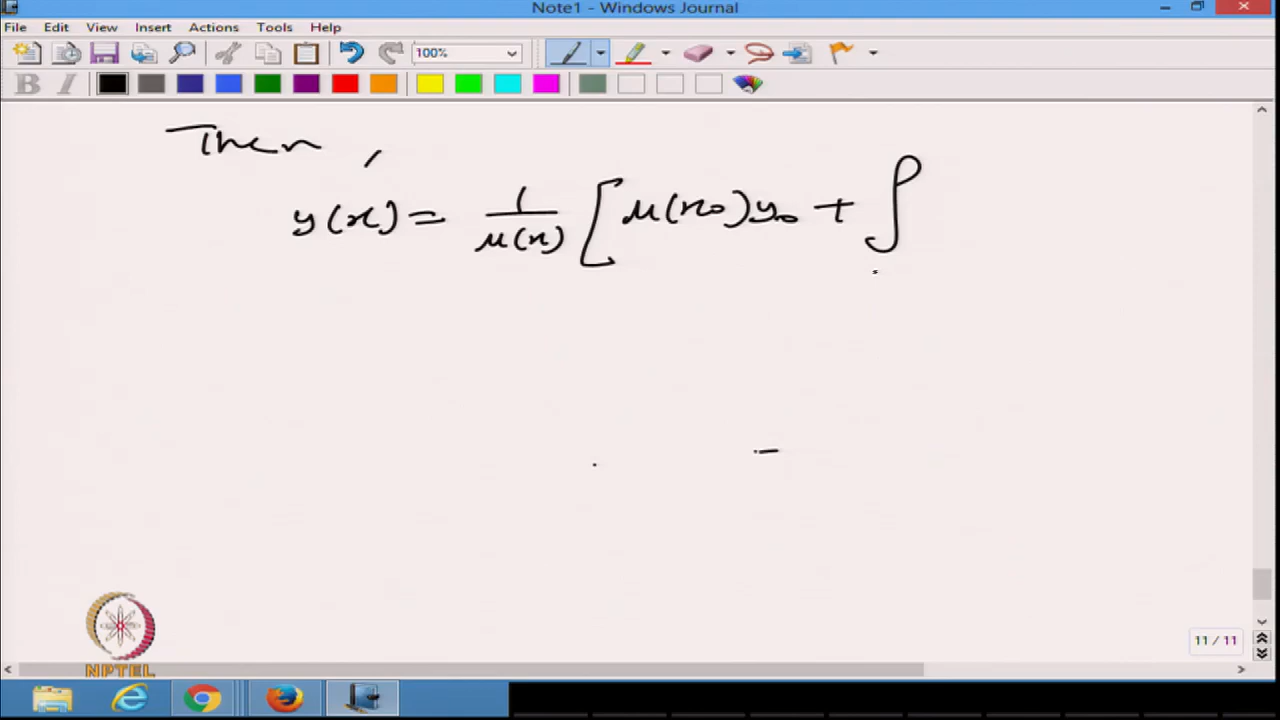 Note1 - Windows Journal
File Edit View Insert Actions Tools Help
100%
B I
Then,
y(x) = 1/μ(x) [μ(x₀)y₀ + ∫
11 / 11
NPTEL